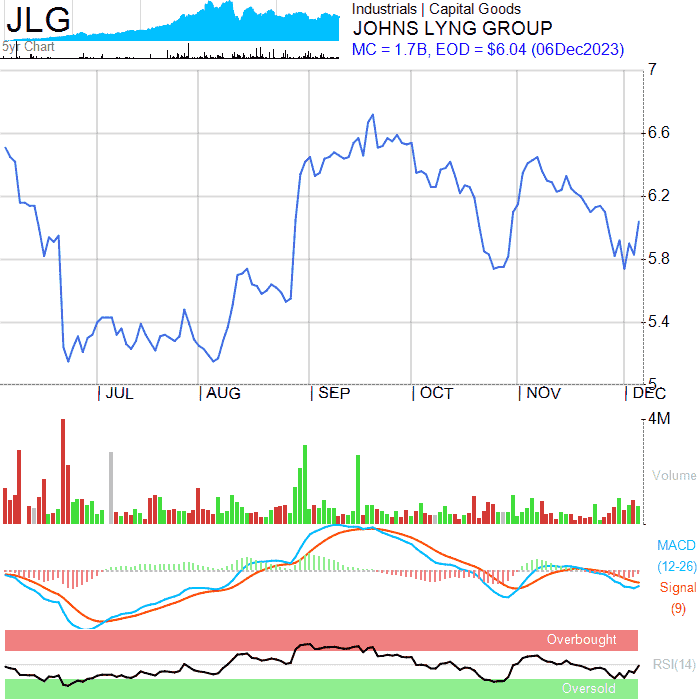 JLG
5yr Chart
Industrials | Capital Goods
JOHNS LYNG GROUP
MC = 1.7B, EOD = $6.04 (06Dec2023)
7
6.6
6.2
5.8
5.4
5
| JUL
| AUG
| SEP
| OCT
| NOV
| DEC
4M
Volume
MACD
(12-26)
Signal
(9)
Overbought
RSI(14)
Oversold